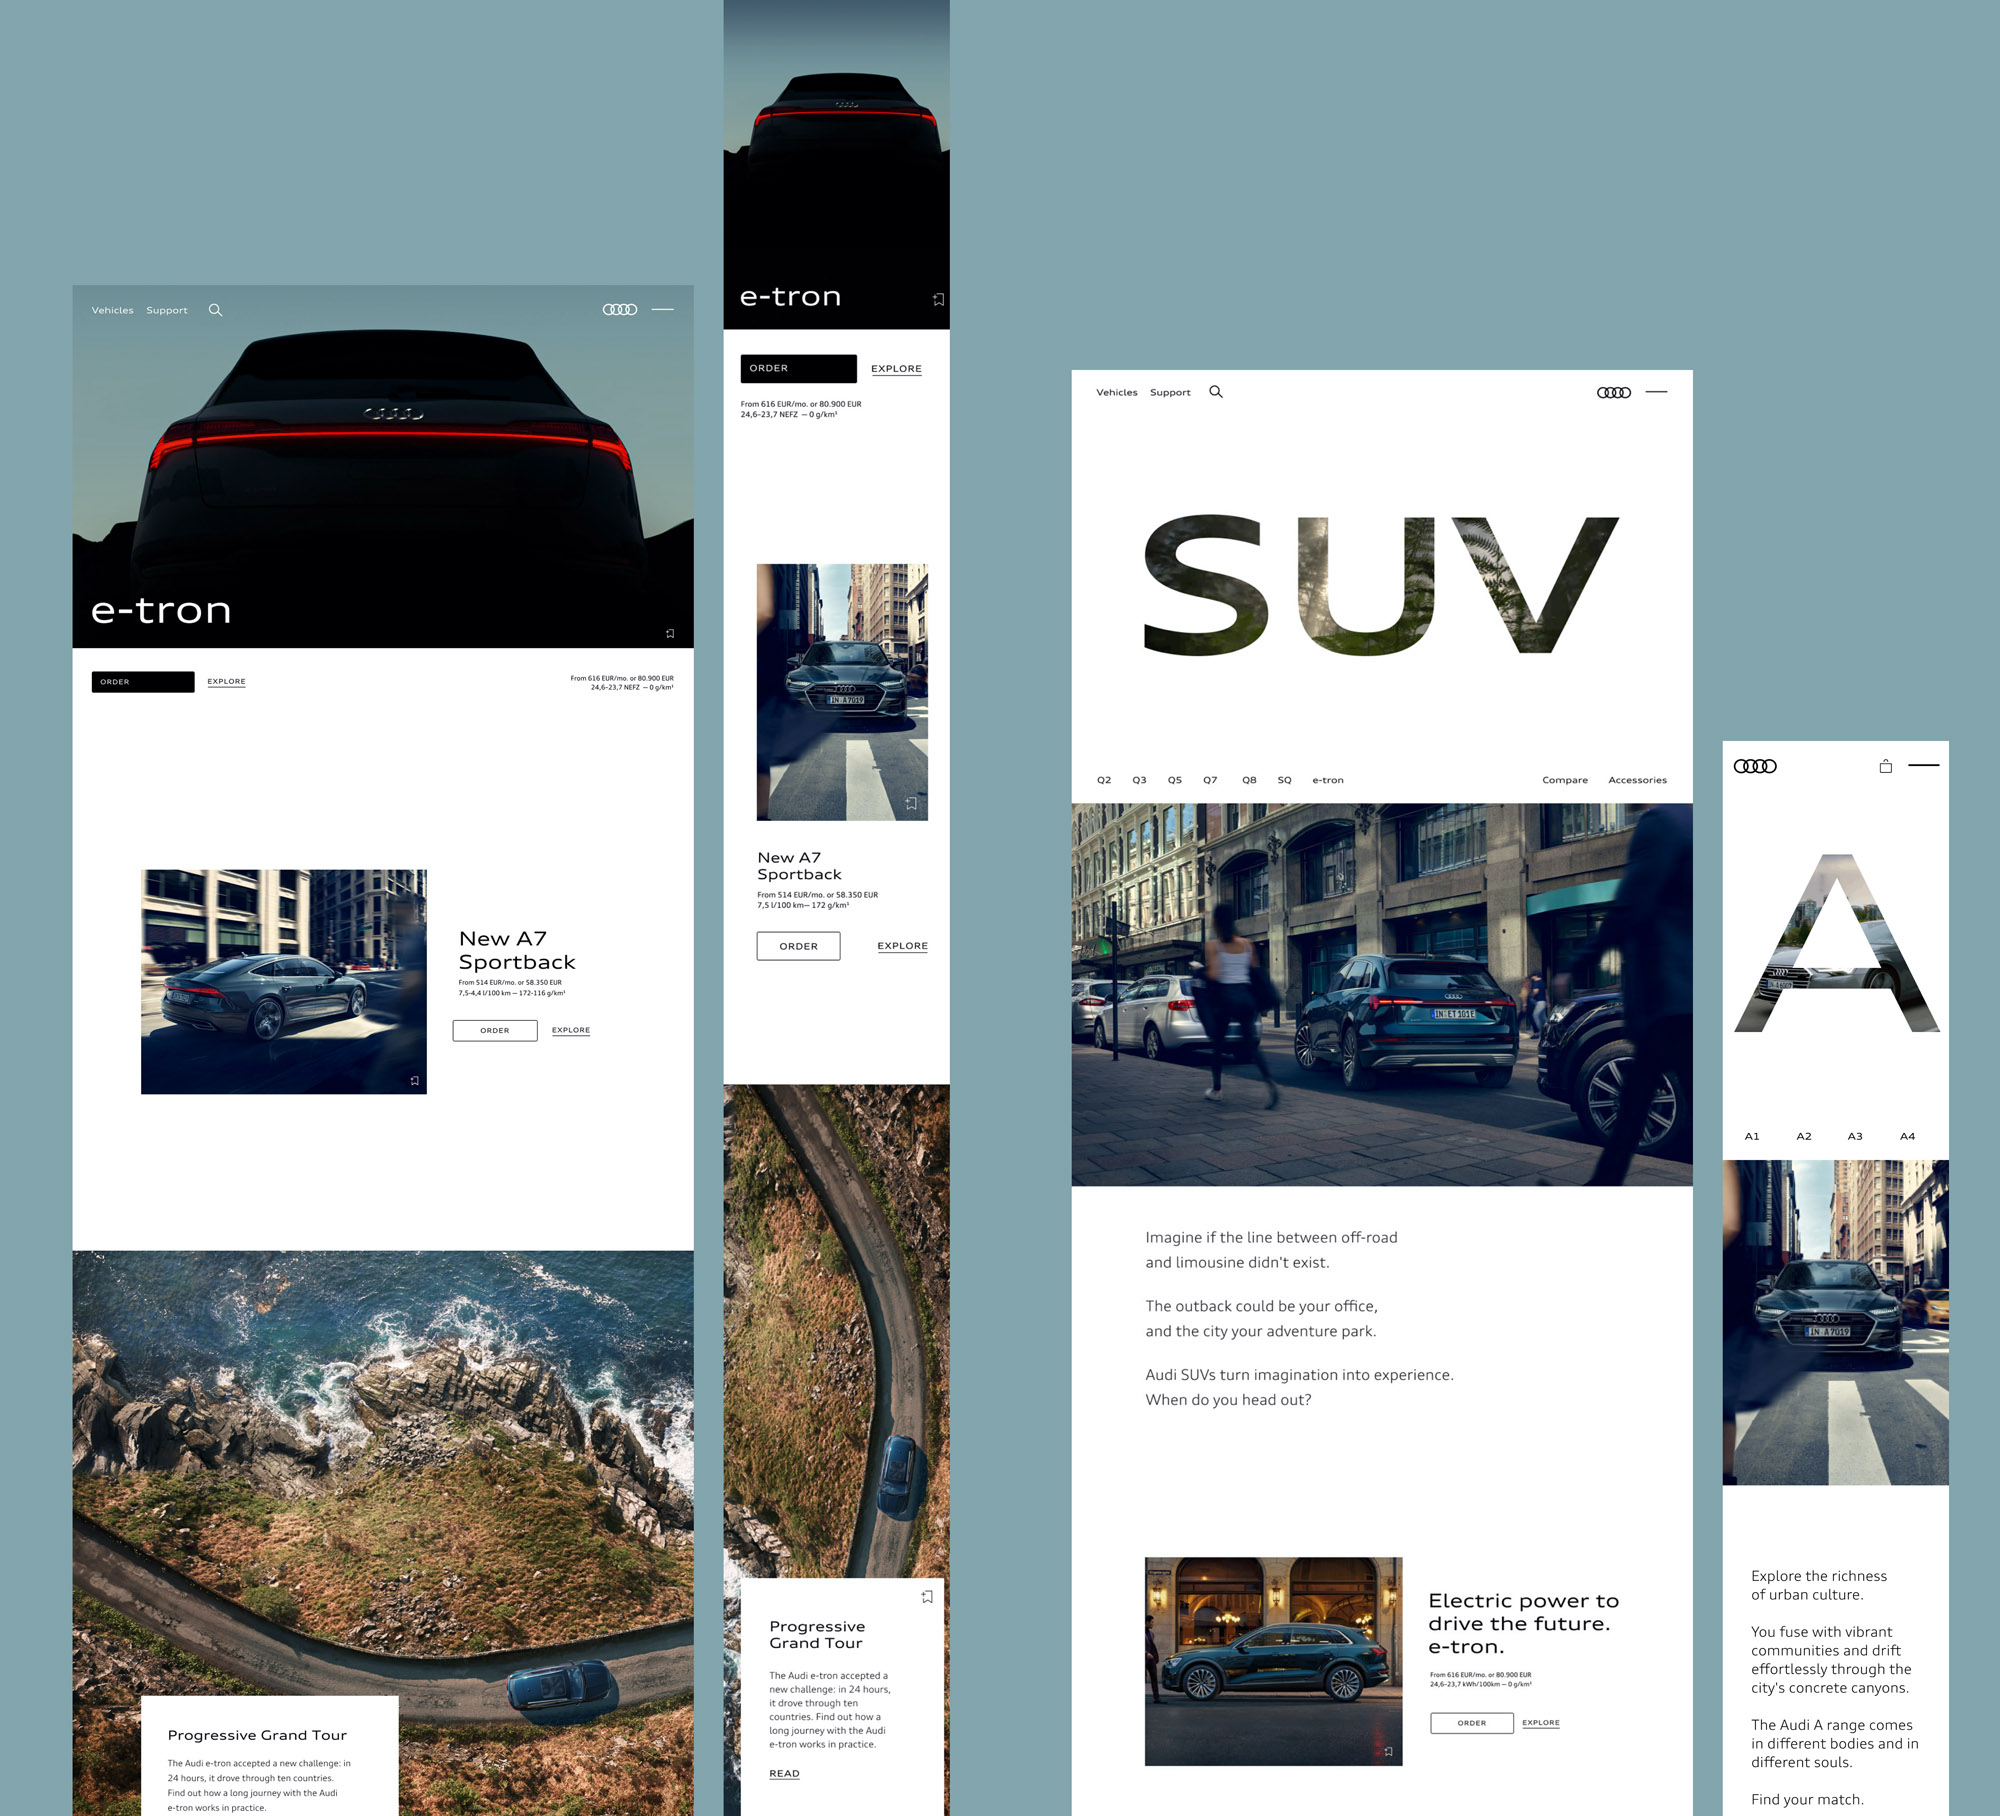 Vehicles Support
e-tron
ORDER EXPLORE
From 616 EUR/mo. or 80.900 EUR
24,6–23,7 NEFZ — 0 g/km³
New A7
Sportback
From 514 EUR/mo. or 58.350 EUR
7,5-4,4 l/100 km — 172-116 g/km³
ORDER EXPLORE
Progressive Grand Tour
The Audi e-tron accepted a new challenge: in
24 hours, it drove through ten countries.
Find out how a long journey with the Audi
e-tron works in practice.
e-tron
ORDER EXPLORE
From 616 EUR/mo. or 80.900 EUR
24,6–23,7 NEFZ — 0 g/km³
IN A 7019
New A7
Sportback
From 514 EUR/mo. or 58.350 EUR
7,5 l/100 km— 172 g/km³
ORDER EXPLORE
Progressive
Grand Tour
The Audi e-tron accepted a
new challenge: in 24 hours,
it drove through ten
countries. Find out how a
long journey with the Audi
e-tron works in practice.
READ
Vehicles Support
SUV
Q2 Q3 Q5 Q7 Q8 SQ e-tron Compare Accessories
IN ET 101E
Imagine if the line between off-road
and limousine didn't exist.
The outback could be your office,
and the city your adventure park.
Audi SUVs turn imagination into experience.
When do you head out?
Electric power to
drive the future.
e-tron.
From 616 EUR/mo. or 80.900 EUR
24,6–23,7 kWh/100km — 0 g/km³
ORDER EXPLORE
A
A1 A2 A3 A4
IN A 7019
Explore the richness
of urban culture.
You fuse with vibrant
communities and drift
effortlessly through the
city's concrete canyons.
The Audi A range comes
in different bodies and in
different souls.
Find your match.